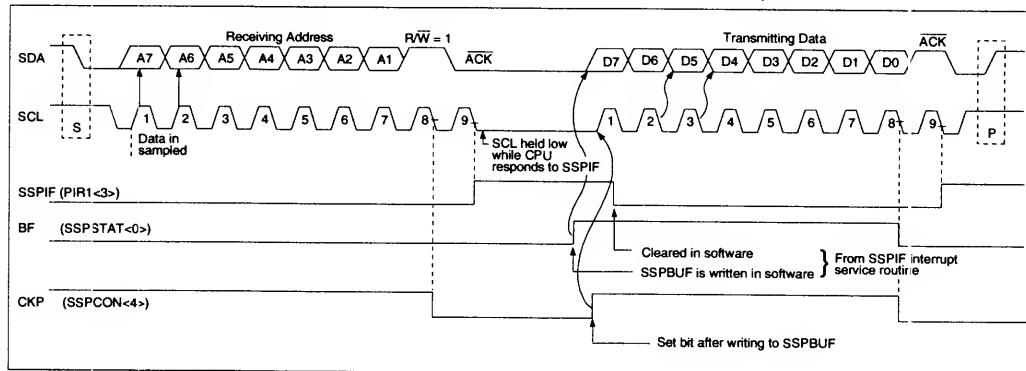 Receiving Address R/W = 1 Transmitting Data ACK
SDA A7 A6 A5 A4 A3 A2 A1 ACK D7 D6 D5 D4 D3 D2 D1 D0
SCL S 1 2 3 4 5 6 7 8 9 1 2 3 4 5 6 7 8 9 P
Data in
sampled
SCL held low
while CPU
responds to SSPIF
SSPIF (PIR1<3>)
BF (SSPSTAT<0>)
Cleared in software
SSPBUF is written in software
From SSPIF interrupt
service routine
CKP (SSPCON<4>)
Set bit after writing to SSPBUF